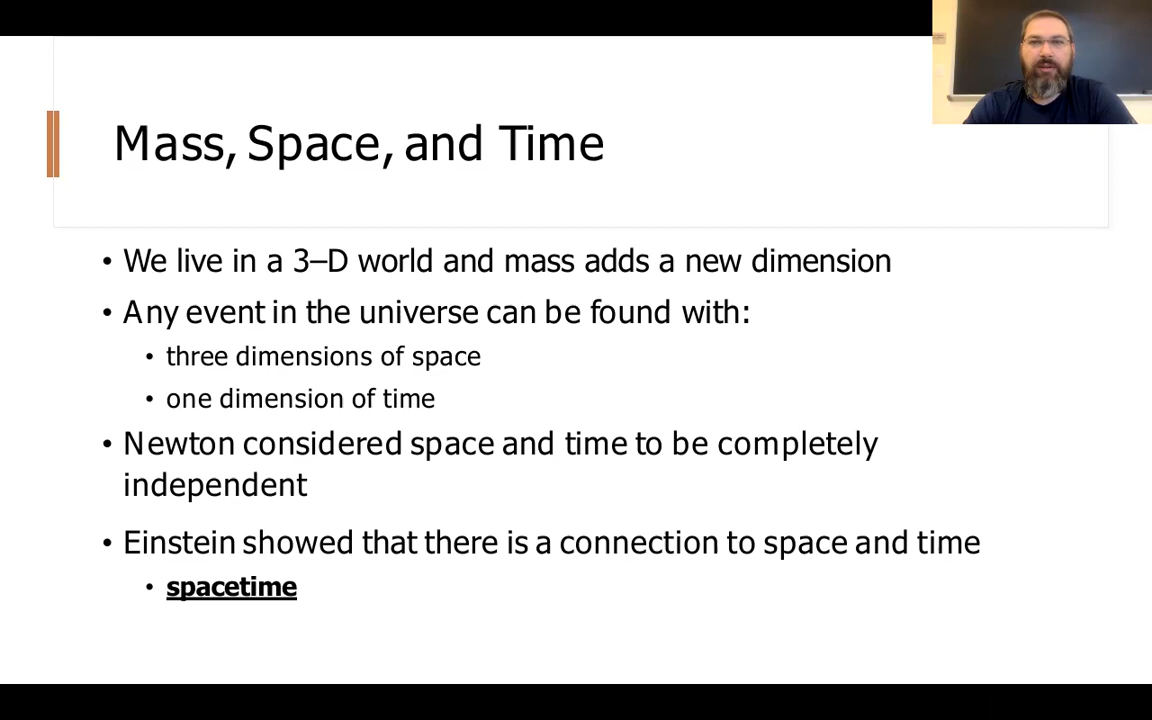 Mass, Space, and Time
• We live in a 3–D world and mass adds a new dimension
• Any event in the universe can be found with:
• three dimensions of space
• one dimension of time
• Newton considered space and time to be completely
independent
• Einstein showed that there is a connection to space and time
• spacetime